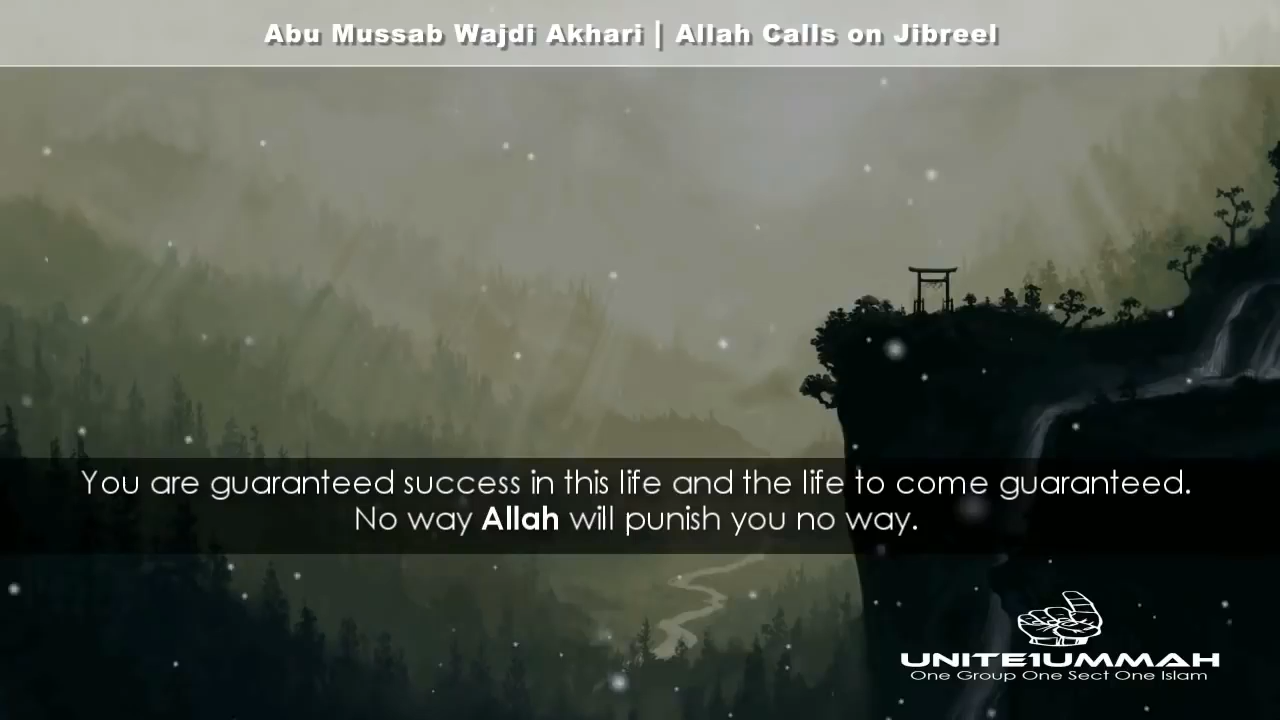 Abu Mussab Wajdi Akhari | Allah Calls on Jibreel
You are guaranteed success in this life and the life to come guaranteed.
No way Allah will punish you no way.
UNITE1UMMAH
One Group One Sect One Islam